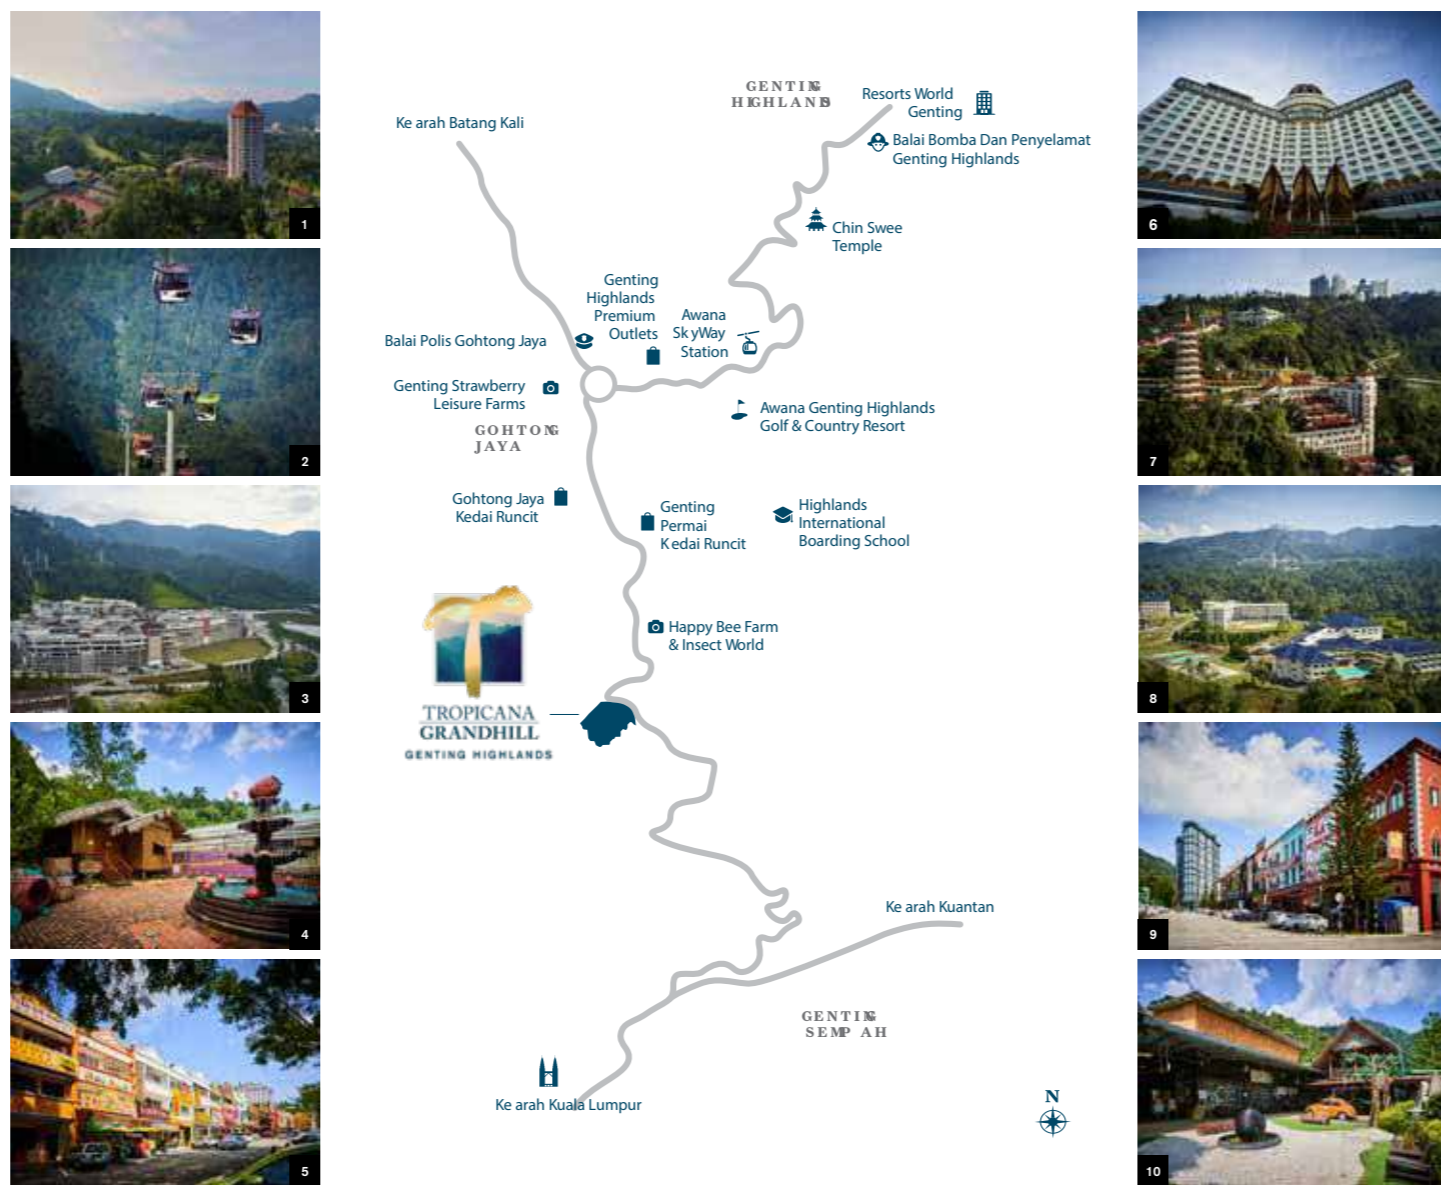 GENTING
HIGHLANDS
Resorts World
Genting
Balai Bomba Dan Penyelamat
Genting Highlands
Ke arah Batang Kali
Chin Swee
Temple
Genting
Highlands
Premium
Outlets
Awana
SkyWay
Station
Balai Polis Gohtong Jaya
Genting Strawberry
Leisure Farms
GOHTONG
JAYA
Awana Genting Highlands
Golf & Country Resort
Gohtong Jaya
Kedai Runcit
Genting
Permai
Kedai Runcit
Highlands
International
Boarding School
Happy Bee Farm
& Insect World
TROPICANA
GRANDHILL
GENTING HIGHLANDS
Ke arah Kuantan
GENTING
SEMPAH
Ke arah Kuala Lumpur
N
1
2
3
4
5
6
7
8
9
10